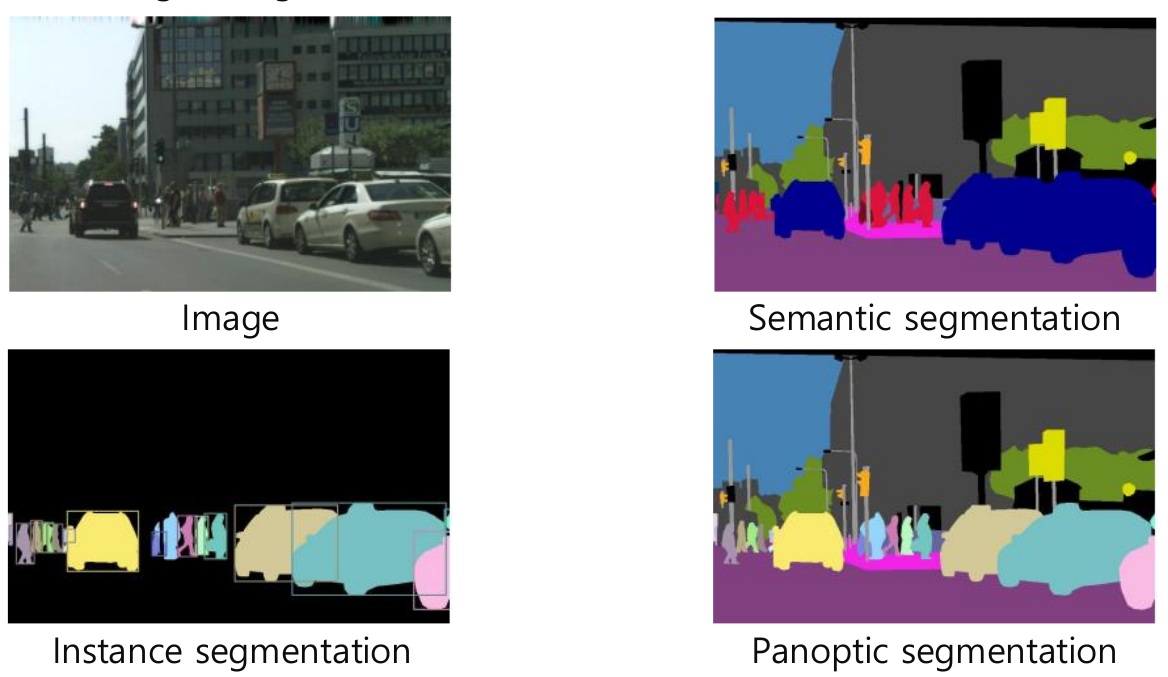 Image
Semantic segmentation
S
U
Instance segmentation
Panoptic segmentation